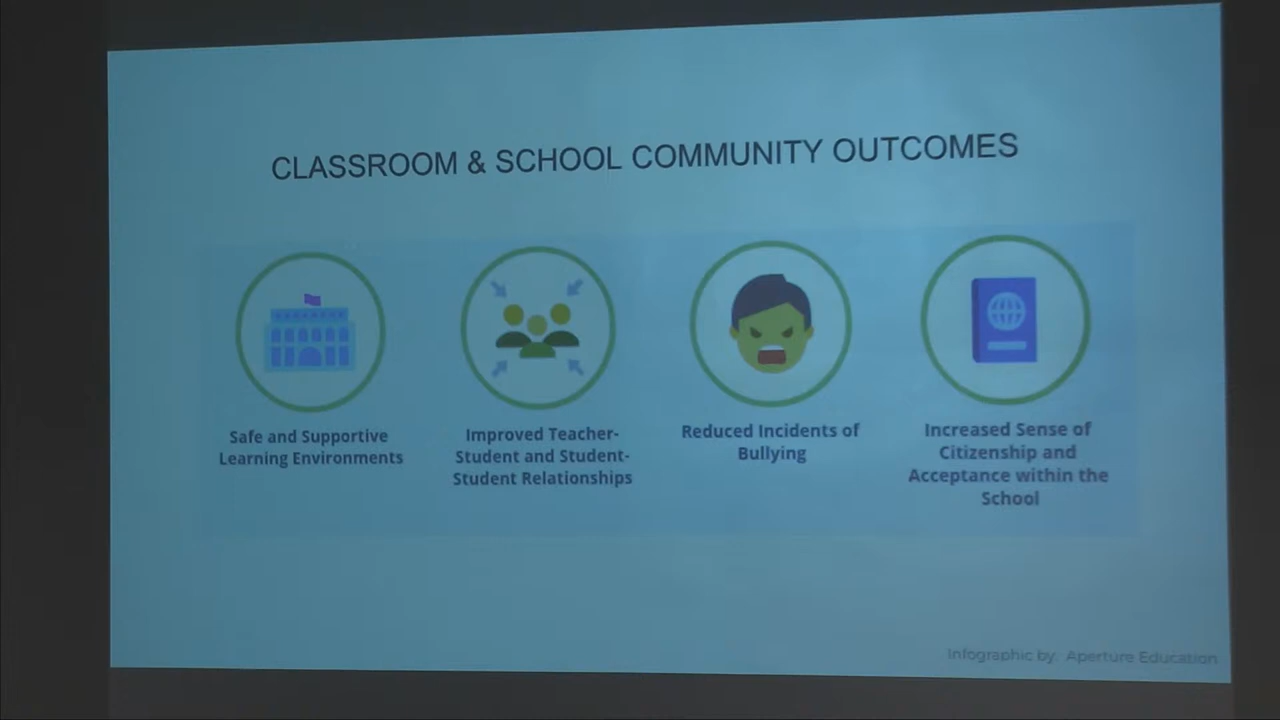 CLASSROOM & SCHOOL COMMUNITY OUTCOMES
Safe and Supportive
Learning Environments
Improved Teacher-
Student and Student-
Student Relationships
Reduced Incidents of
Bullying
Increased Sense of
Citizenship and
Acceptance within the
School
Infographic by: Aperture Education